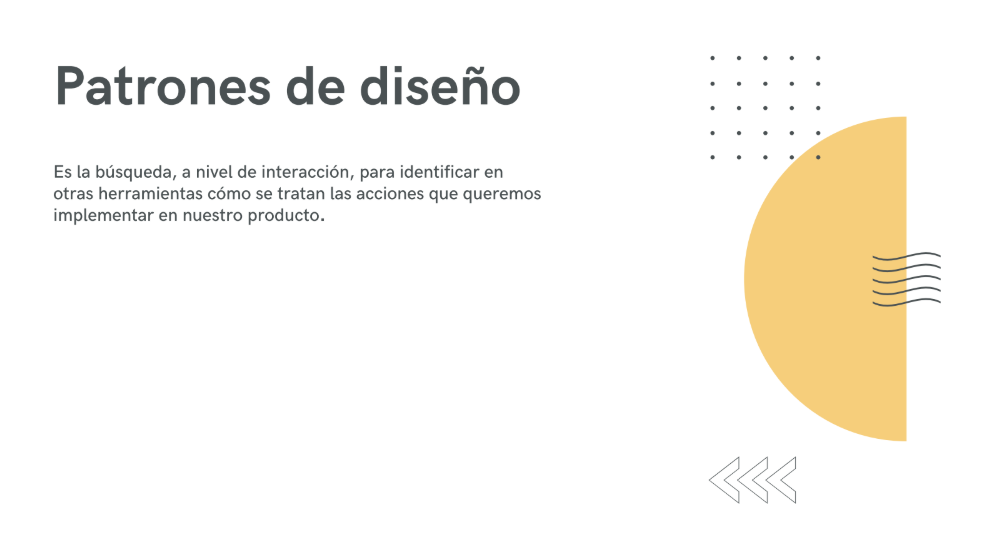 Patrones de diseño
Es la búsqueda, a nivel de interacción, para identificar en
otras herramientas cómo se tratan las acciones que queremos
implementar en nuestro producto.